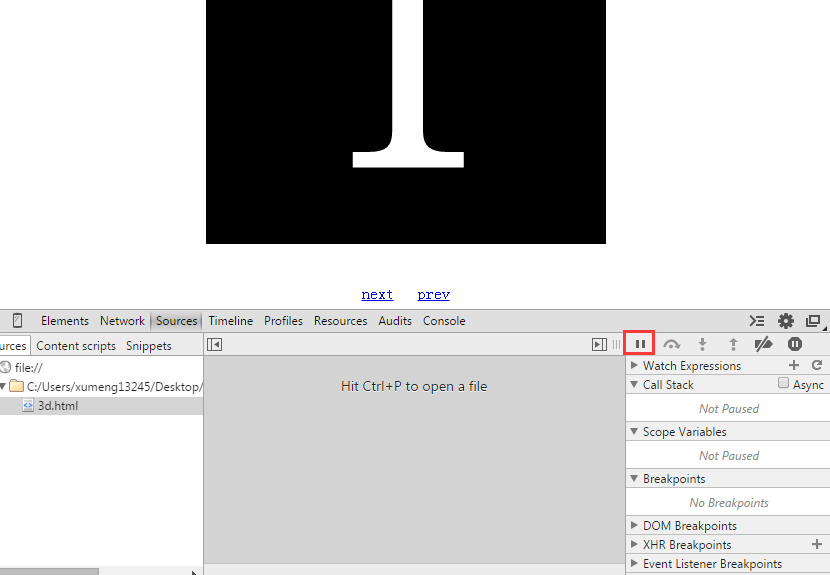 1
next prev
Elements Network Sources Timeline Profiles Resources Audits Console
urces Content scripts Snippets
file://
C:/Users/xumeng13245/Desktop/
3d.html
Hit Ctrl+P to open a file
Watch Expressions
Call Stack Async
Not Paused
Scope Variables
Not Paused
Breakpoints
No Breakpoints
DOM Breakpoints
XHR Breakpoints
Event Listener Breakpoints